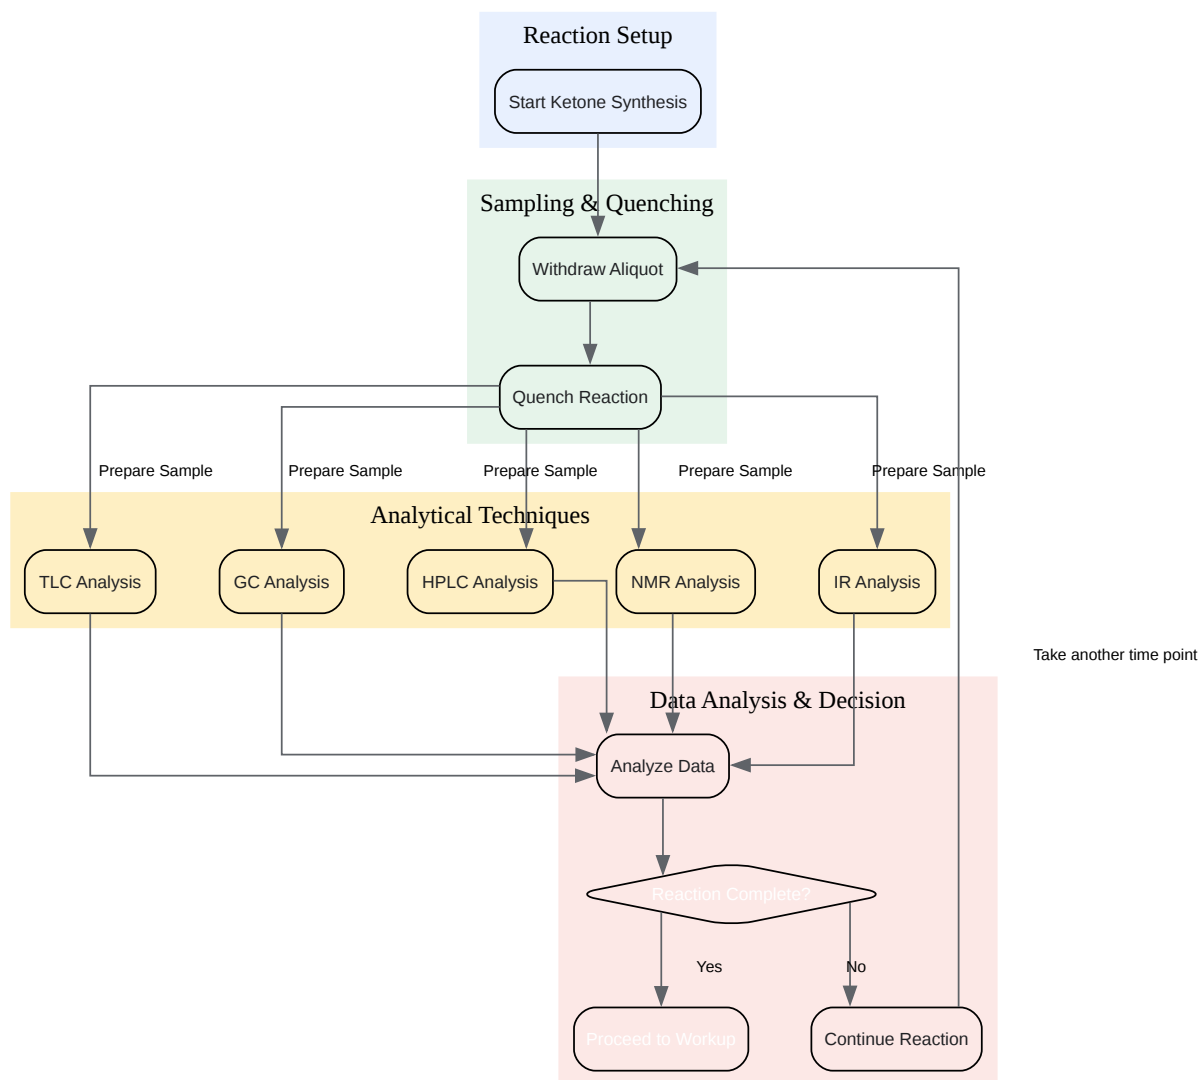 Reaction Setup
Start Ketone Synthesis
Sampling & Quenching
Withdraw Aliquot
Quench Reaction
Prepare Sample
Prepare Sample
Prepare Sample
Prepare Sample
Prepare Sample
Analytical Techniques
TLC Analysis
GC Analysis
HPLC Analysis
NMR Analysis
IR Analysis
Take another time point
Data Analysis & Decision
Analyze Data
Reaction Complete?
Yes
No
Proceed to Workup
Continue Reaction